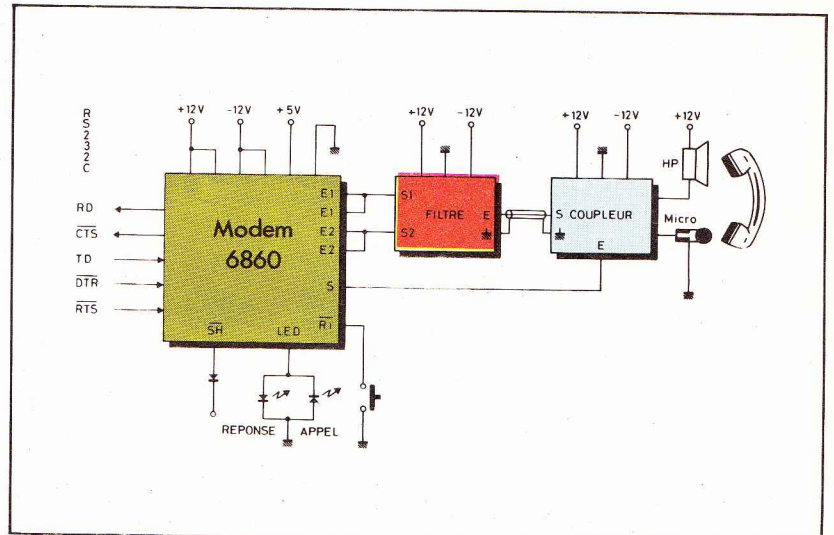 RS232C
+12V -12V +5V
+12V -12V
+12V -12V +12V
HP
RD
CTS
TD
DTR
RTS
Modem
6860
E1
E1
E2
E2
S
RI
SH
LED
S1
S2
FILTRE
E
S COUPLEUR
E
Micro
REPONSE APPEL